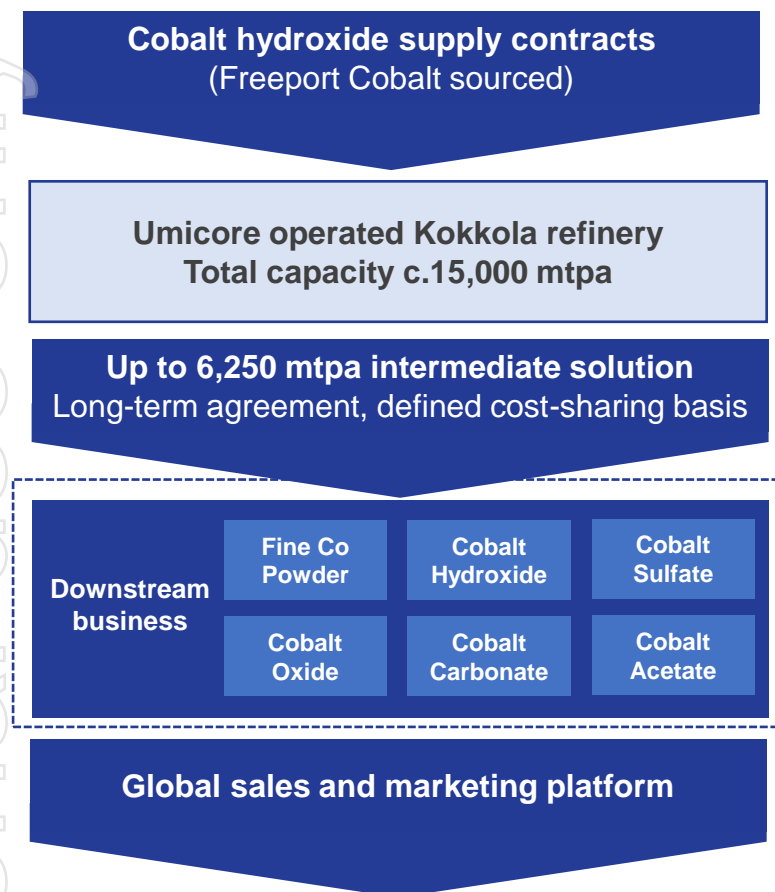 Cobalt hydroxide supply contracts
(Freeport Cobalt sourced)
Umicore operated Kokkola refinery
Total capacity c.15,000 mtpa
Up to 6,250 mtpa intermediate solution
Long-term agreement, defined cost-sharing basis
Downstream
business
Fine Co
Powder
Cobalt
Hydroxide
Cobalt
Sulfate
Cobalt
Oxide
Cobalt
Carbonate
Cobalt
Acetate
Global sales and marketing platform